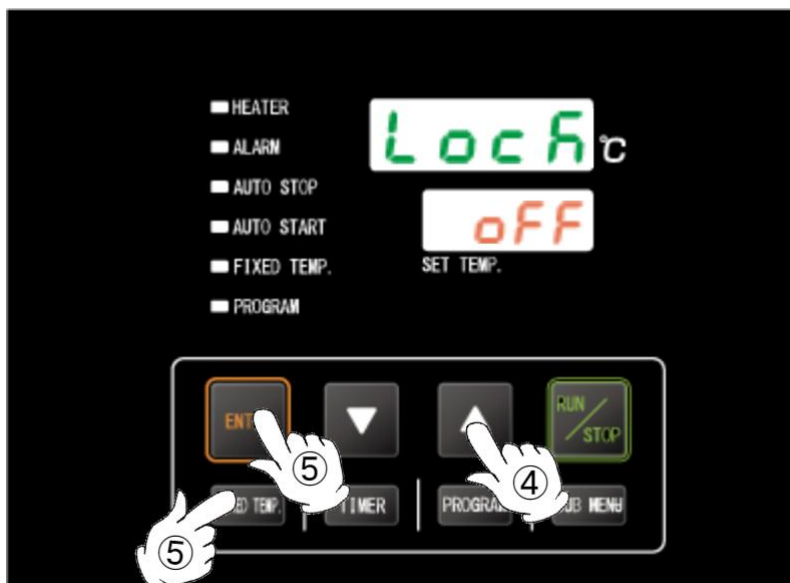 HEATER
Lock ℃
ALARM
AUTO STOP
AUTO START
oFF
FIXED TEMP.
SET TEMP.
PROGRAM
RUN/STOP
⑤
④
TIMER
MENU
⑤